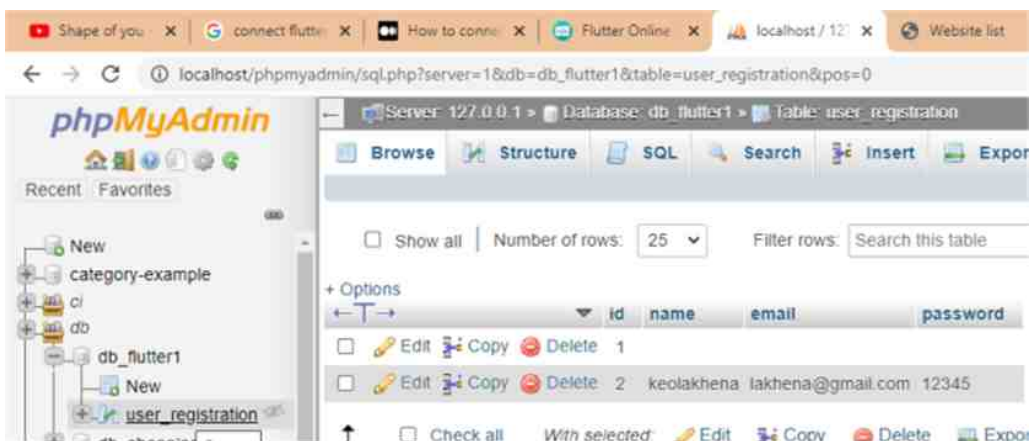 Shape of you
connect flutte
How to conne
Flutter Online
localhost / 127
Website list
localhost/phpmyadmin/sql.php?server=1&db=db_flutter1&table=user_registration&pos=0
phpMyAdmin
Recent Favorites
New
category-example
ci
db
db_flutter1
New
user_registration
Server: 127.0.0.1 » Database: db_flutter1 » Table: user_registration
Browse Structure SQL Search Insert Expor
Show all Number of rows: 25 Filter rows: Search this table
+ Options
id name email password
Edit Copy Delete 1
Edit Copy Delete 2 keolakhena lakhena@gmail.com 12345
Check all With selected: Edit Copy Delete Expor